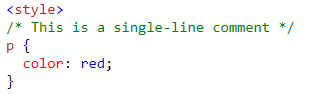 <style>
/* This is a single-line comment */
p {
  color: red;
}